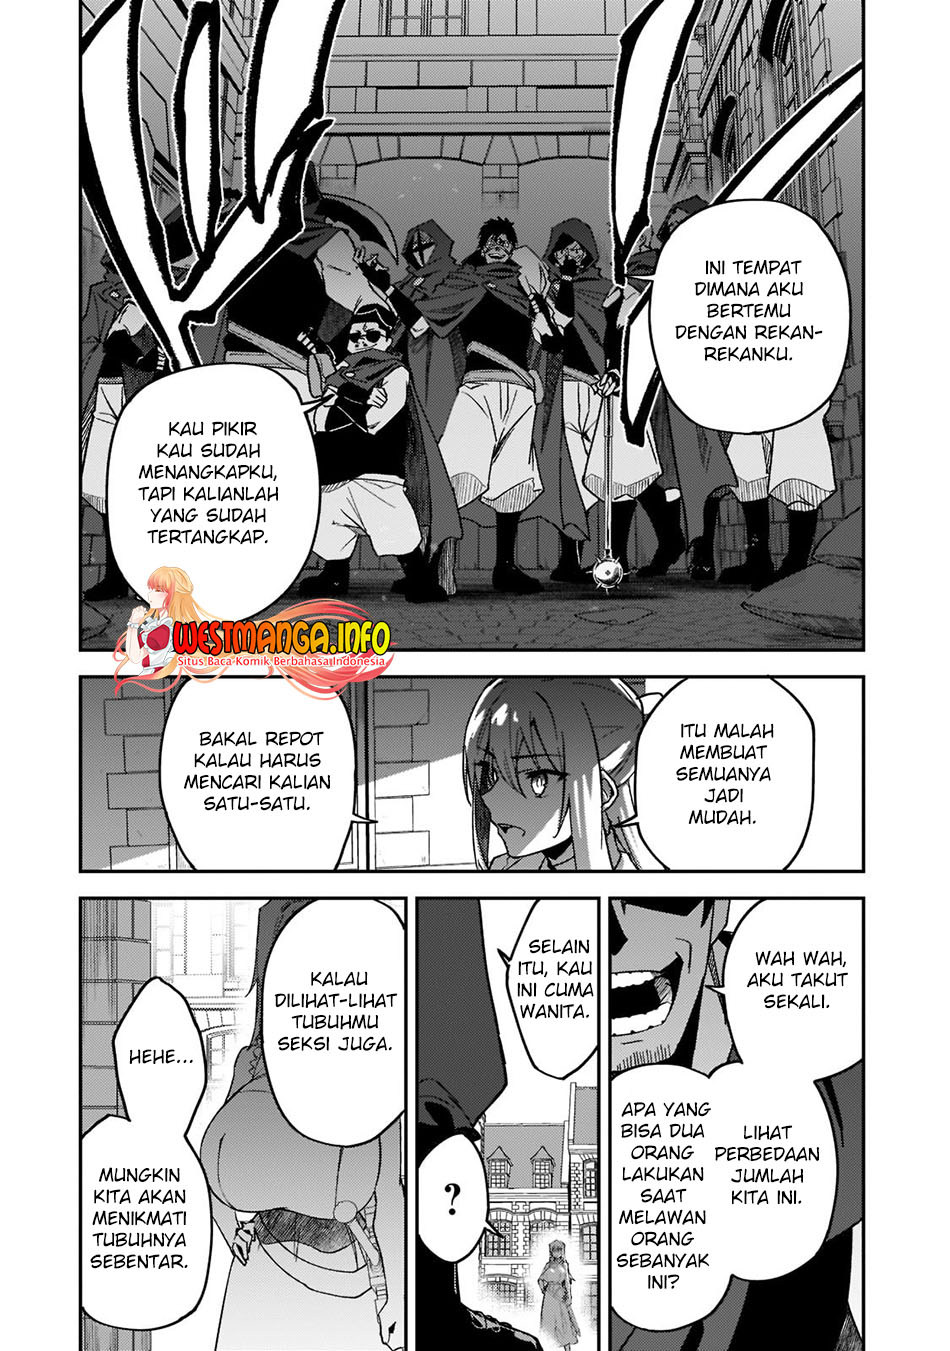 INI TEMPAT
DIMANA AKU
BERTEMU
DENGAN REKAN-
REKANKU.
KAU PIKIR
KAU SUDAH
MENANGKAPKU,
TAPI KALIANLAH
YANG SUDAH
TERTANGKAP.
WESTMANGA.INFO
Situs Baca Komik Berbahasa Indonesia
ITU MALAH
MEMBUAT
SEMUANYA
JADI
MUDAH.
BAKAL REPOT
KALAU HARUS
MENCARI KALIAN
SATU-SATU.
WAH WAH,
AKU TAKUT
SEKALI.
LIHAT
PERBEDAAN
JUMLAH
KITA INI.
APA YANG
BISA DUA
ORANG
LAKUKAN
SAAT
MELAWAN
ORANG
SEBANYAK
INI?
SELAIN
ITU, KAU
INI CUMA
WANITA.
?
KALAU
DILIHAT-LIHAT
TUBUHMU
SEKSI JUGA.
HEHE...
MUNGKIN
KITA AKAN
MENIKMATI
TUBUHNYA
SEBENTAR.